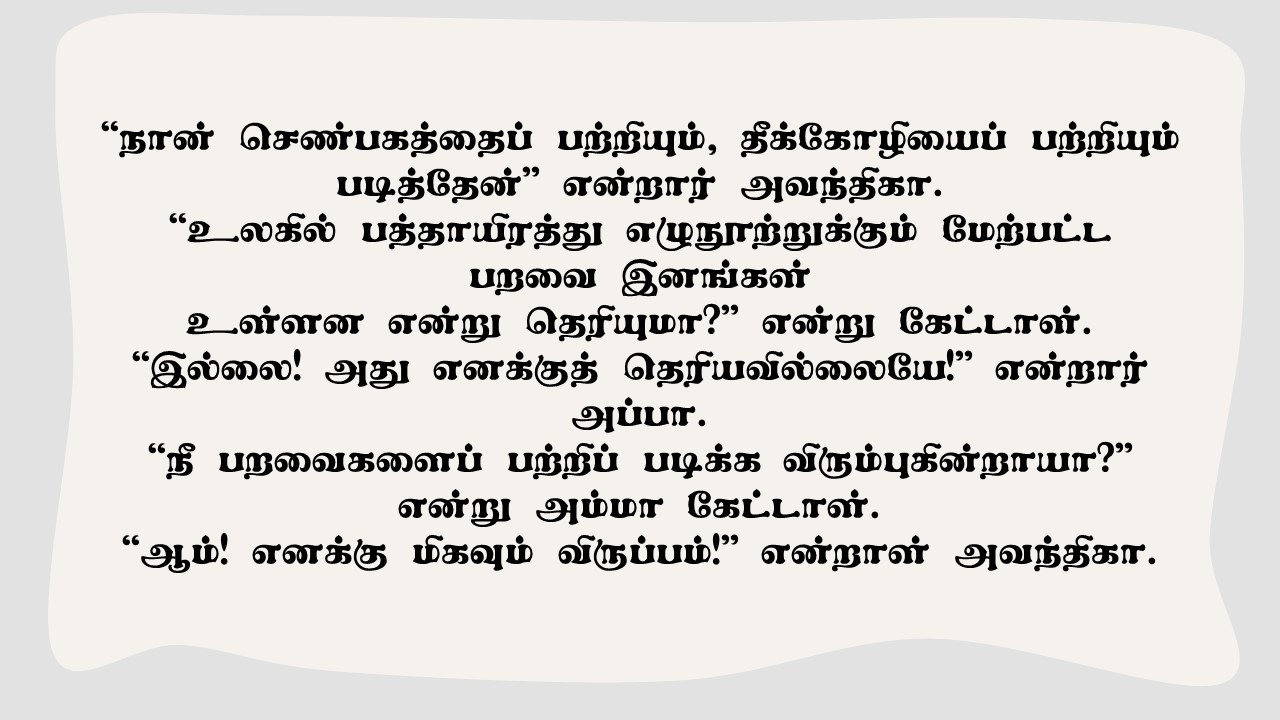 “நான் செண்பகத்தைப் பற்றியும், தீக்கோழியைப் பற்றியும்
படித்தேன்” என்றார் அவந்திகா.
“உலகில் பத்தாயிரத்து எழுநூற்றுக்கும் மேற்பட்ட
பறவை இனங்கள்
உள்ளன என்று தெரியுமா?” என்று கேட்டாள்.
“இல்லை! அது எனக்குத் தெரியவில்லையே!” என்றார்
அப்பா.
“நீ பறவைகளைப் பற்றிப் படிக்க விரும்புகின்றாயா?”
என்று அம்மா கேட்டாள்.
“ஆம்! எனக்கு மிகவும் விருப்பம்!” என்றாள் அவந்திகா.